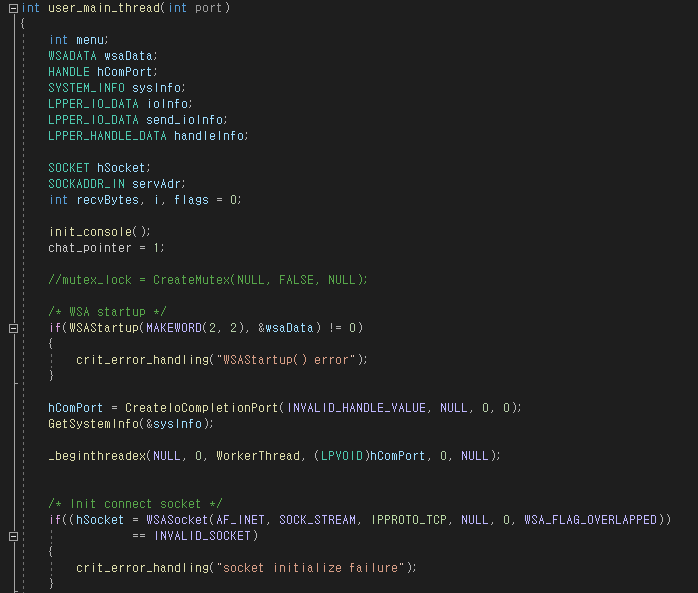 int user_main_thread(int port)
{
int menu;
WSADATA wsaData;
HANDLE hComPort;
SYSTEM_INFO sysInfo;
LPPER_IO_DATA ioInfo;
LPPER_IO_DATA send_ioInfo;
LPPER_HANDLE_DATA handleInfo;
SOCKET hSocket;
SOCKADDR_IN servAdr;
int recvBytes, i, flags = 0;
init_console();
chat_pointer = 1;
//mutex_lock = CreateMutex(NULL, FALSE, NULL);
/* WSA startup */
if(WSAStartup(MAKEWORD(2, 2), &wsaData) != 0)
{
crit_error_handling("WSAStartup() error");
}
hComPort = CreateIoCompletionPort(INVALID_HANDLE_VALUE, NULL, 0, 0);
GetSystemInfo(&sysInfo);
_beginthreadex(NULL, 0, WorkerThread, (LPVOID)hComPort, 0, NULL);
/* Init connect socket */
if((hSocket = WSASocket(AF_INET, SOCK_STREAM, IPPROTO_TCP, NULL, 0, WSA_FLAG_OVERLAPPED))
== INVALID_SOCKET)
{
crit_error_handling("socket initialize failure");
}